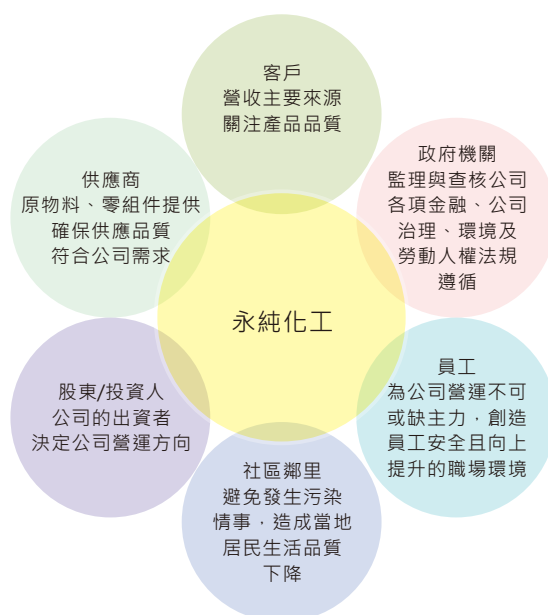 客戶
營收主要來源
關注產品品質
政府機關
監理與查核公司
各項金融、公司
治理、環境及
勞動人權法規
遵循
供應商
原物料、零組件提供
確保供應品質
符合公司需求
永純化工
員工
為公司營運不可
或缺主力，創造
員工安全且向上
提升的職場環境
股東/投資人
公司的出資者
決定公司營運方向
社區鄰里
避免發生污染
情事，造成當地
居民生活品質
下降